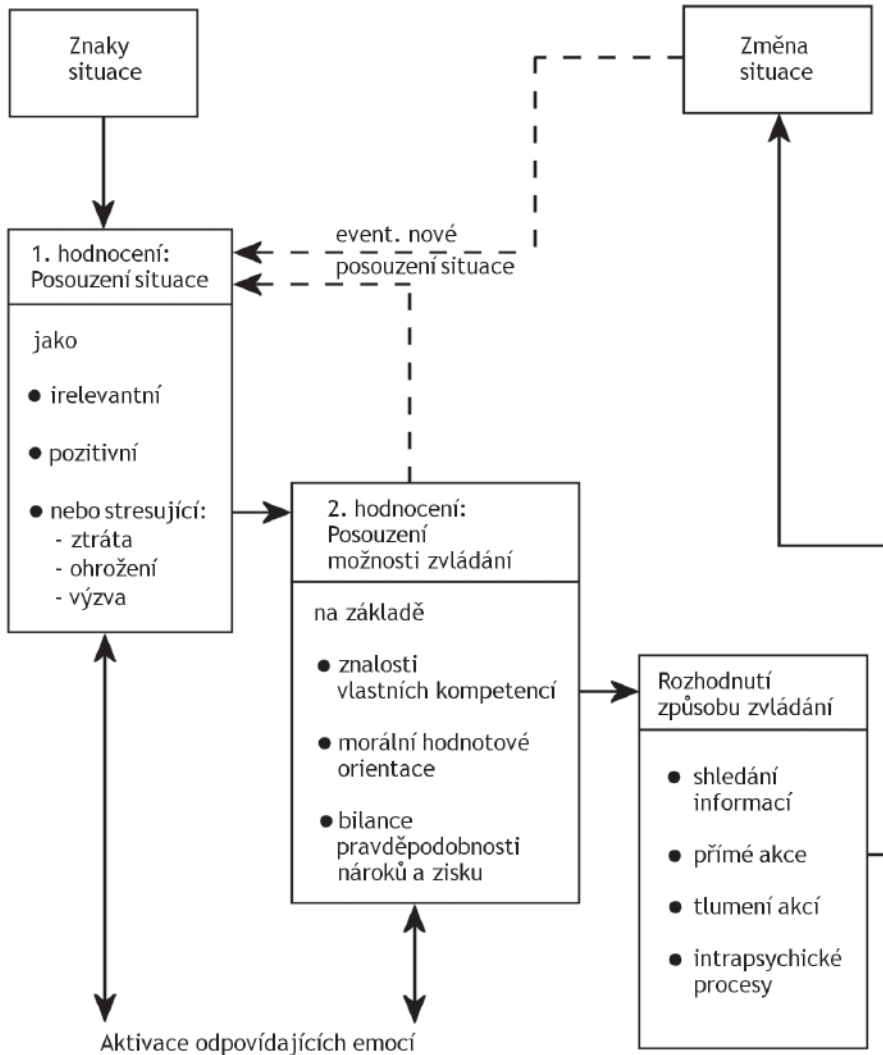 Znaky
situace
Změna
situace
event. nové
posouzení situace
1. hodnocení:
Posouzení situace
jako
● irelevantní
● pozitivní
● nebo stresující:
- ztráta
- ohrožení
- výzva
2. hodnocení:
Posouzení
možnosti zvládání
na základě
● znalosti
vlastních kompetencí
● morální hodnotové
orientace
● bilance
pravděpodobnosti
nároků a zisku
Rozhodnutí
způsobu zvládání
● shledání
informací
● přímé akce
● tlumení akcí
● intrapsychické
procesy
Aktivace odpovídajících emocí